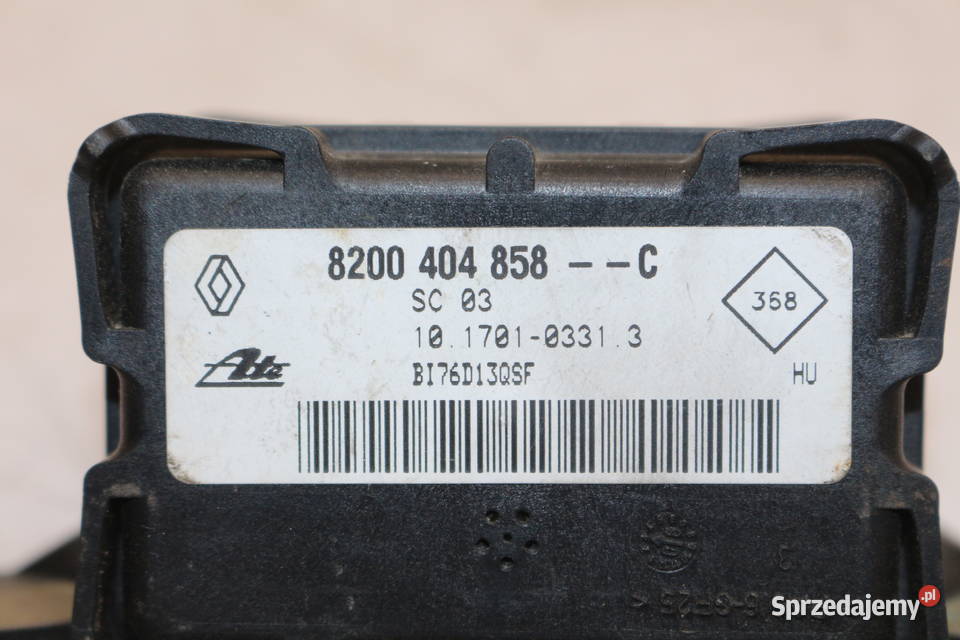 8200 404 858 -- C
SC 03
368
10.1701-0331.3
Ate
BI76D13QSF
HU
Sprzedajemy.pl